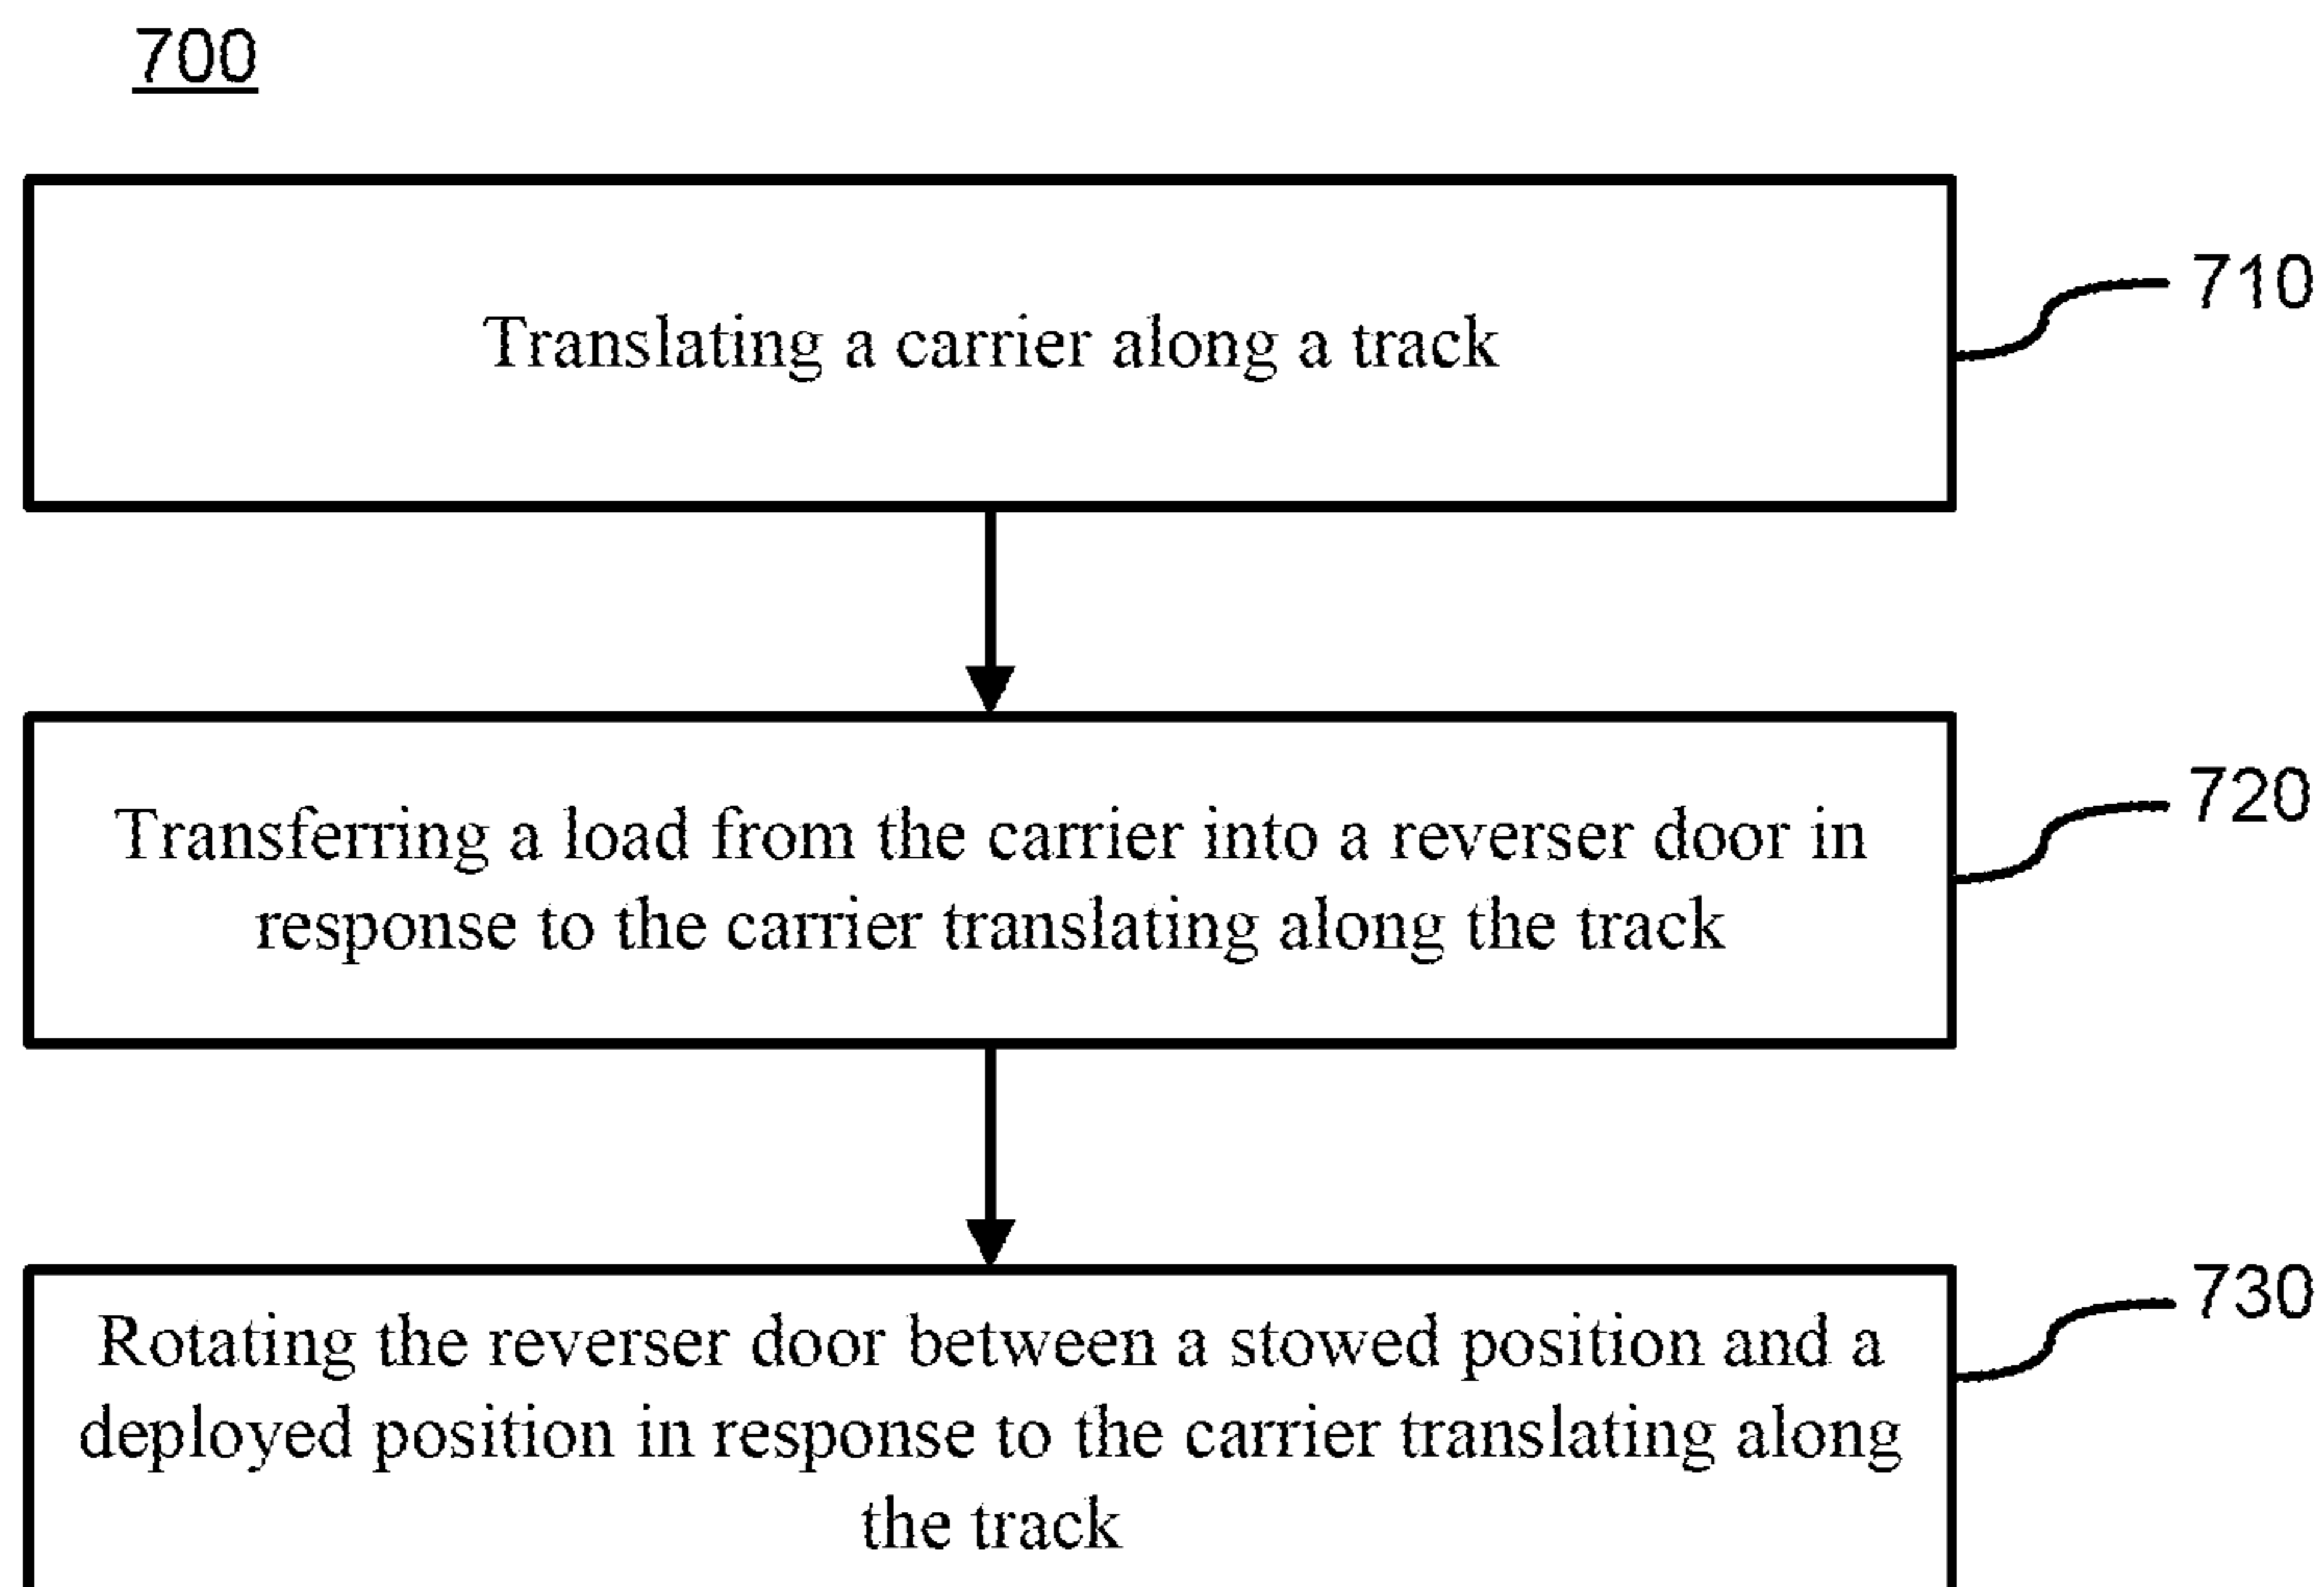 700
Translating a carrier along a track
710
Transferring a load from the carrier into a reverser door in
response to the carrier translating along the track
720
Rotating the reverser door between a stowed position and a
deployed position in response to the carrier translating along
the track
730